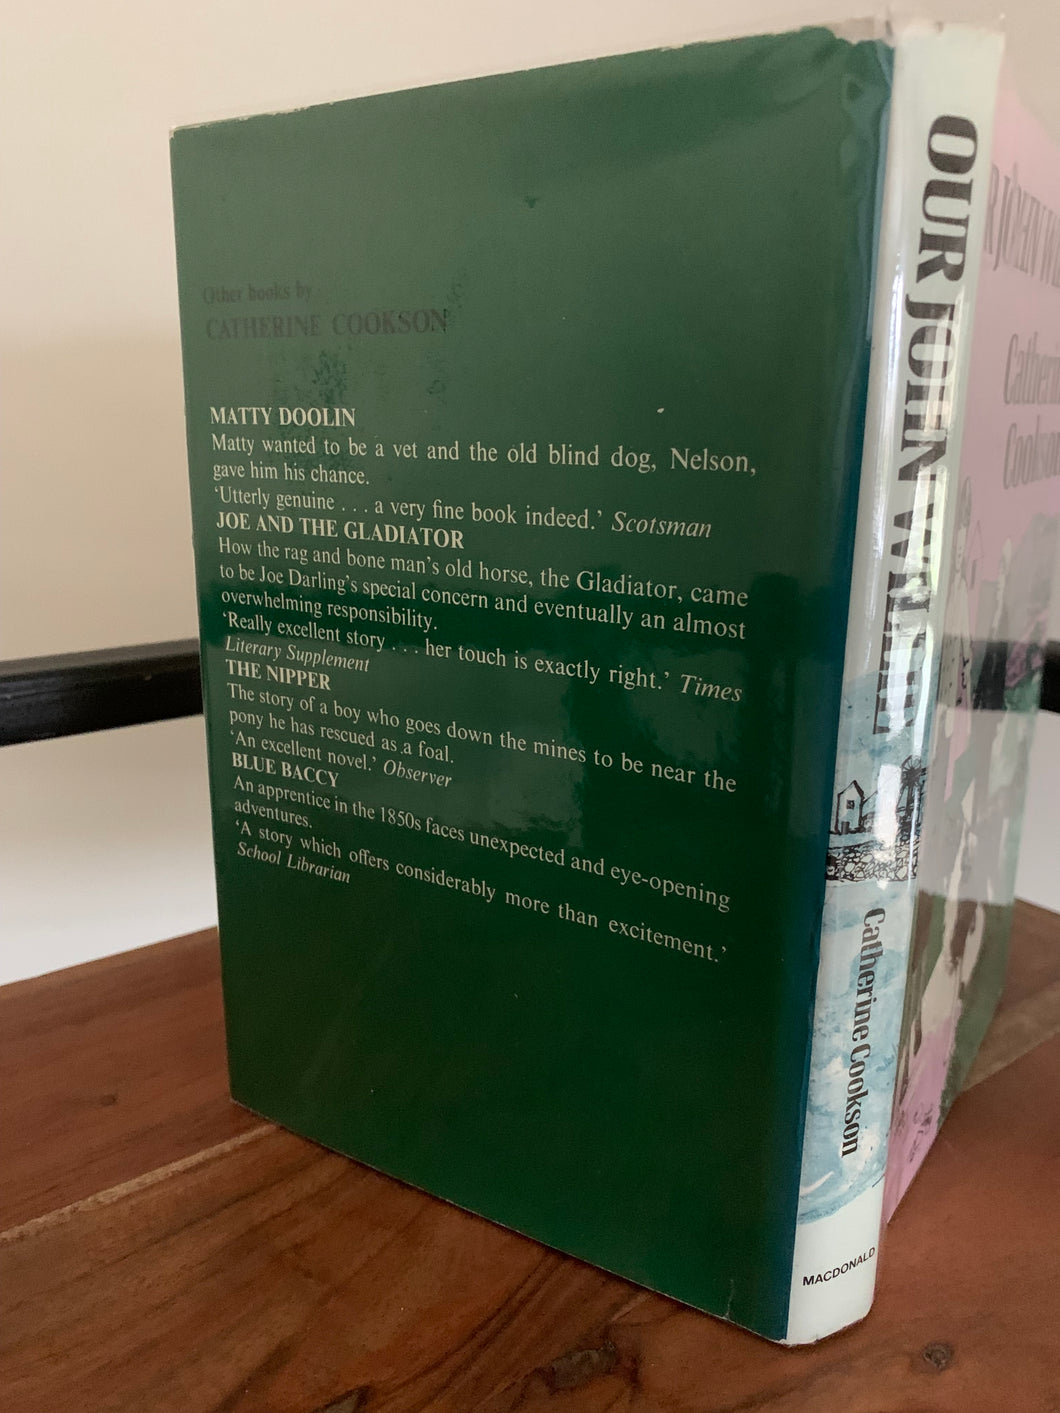 Other books by
CATHERINE COOKSON
MATTY DOOLIN
Matty wanted to be a vet and the old blind dog, Nelson,
gave him his chance.
‘Utterly genuine . . . a very fine book indeed.’ Scotsman
JOE AND THE GLADIATOR
How the rag and bone man’s old horse, the Gladiator, came
to be Joe Darling’s special concern and eventually an almost
overwhelming responsibility.
‘Really excellent story . . . her touch is exactly right.’ Times
Literary Supplement
THE NIPPER
The story of a boy who goes down the mines to be near the
pony he has rescued as a foal.
‘An excellent novel.’ Observer
BLUE BACCY
An apprentice in the 1850s faces unexpected and eye-opening
adventures.
‘A story which offers considerably more than excitement.’
School Librarian
OUR JOHN WILLIE
Catherine Cookson
MACDONALD
Catherine
Cookson